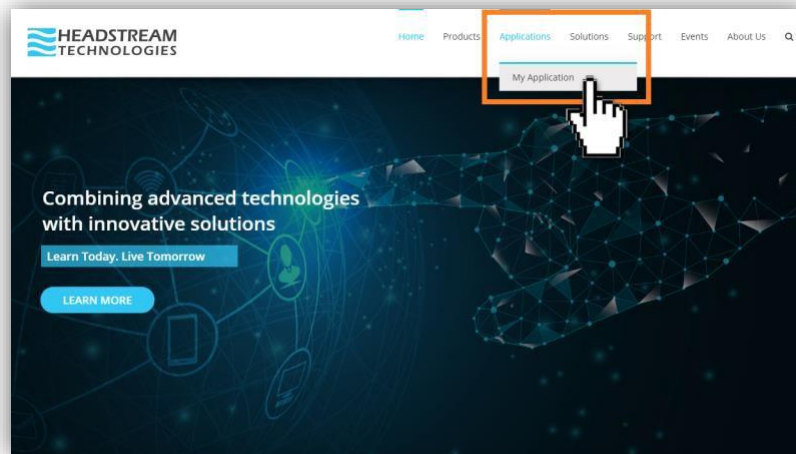 HEADSTREAM
TECHNOLOGIES
Home Products Applications Solutions Support Events About Us
My Application
Combining advanced technologies
with innovative solutions
Learn Today. Live Tomorrow
LEARN MORE